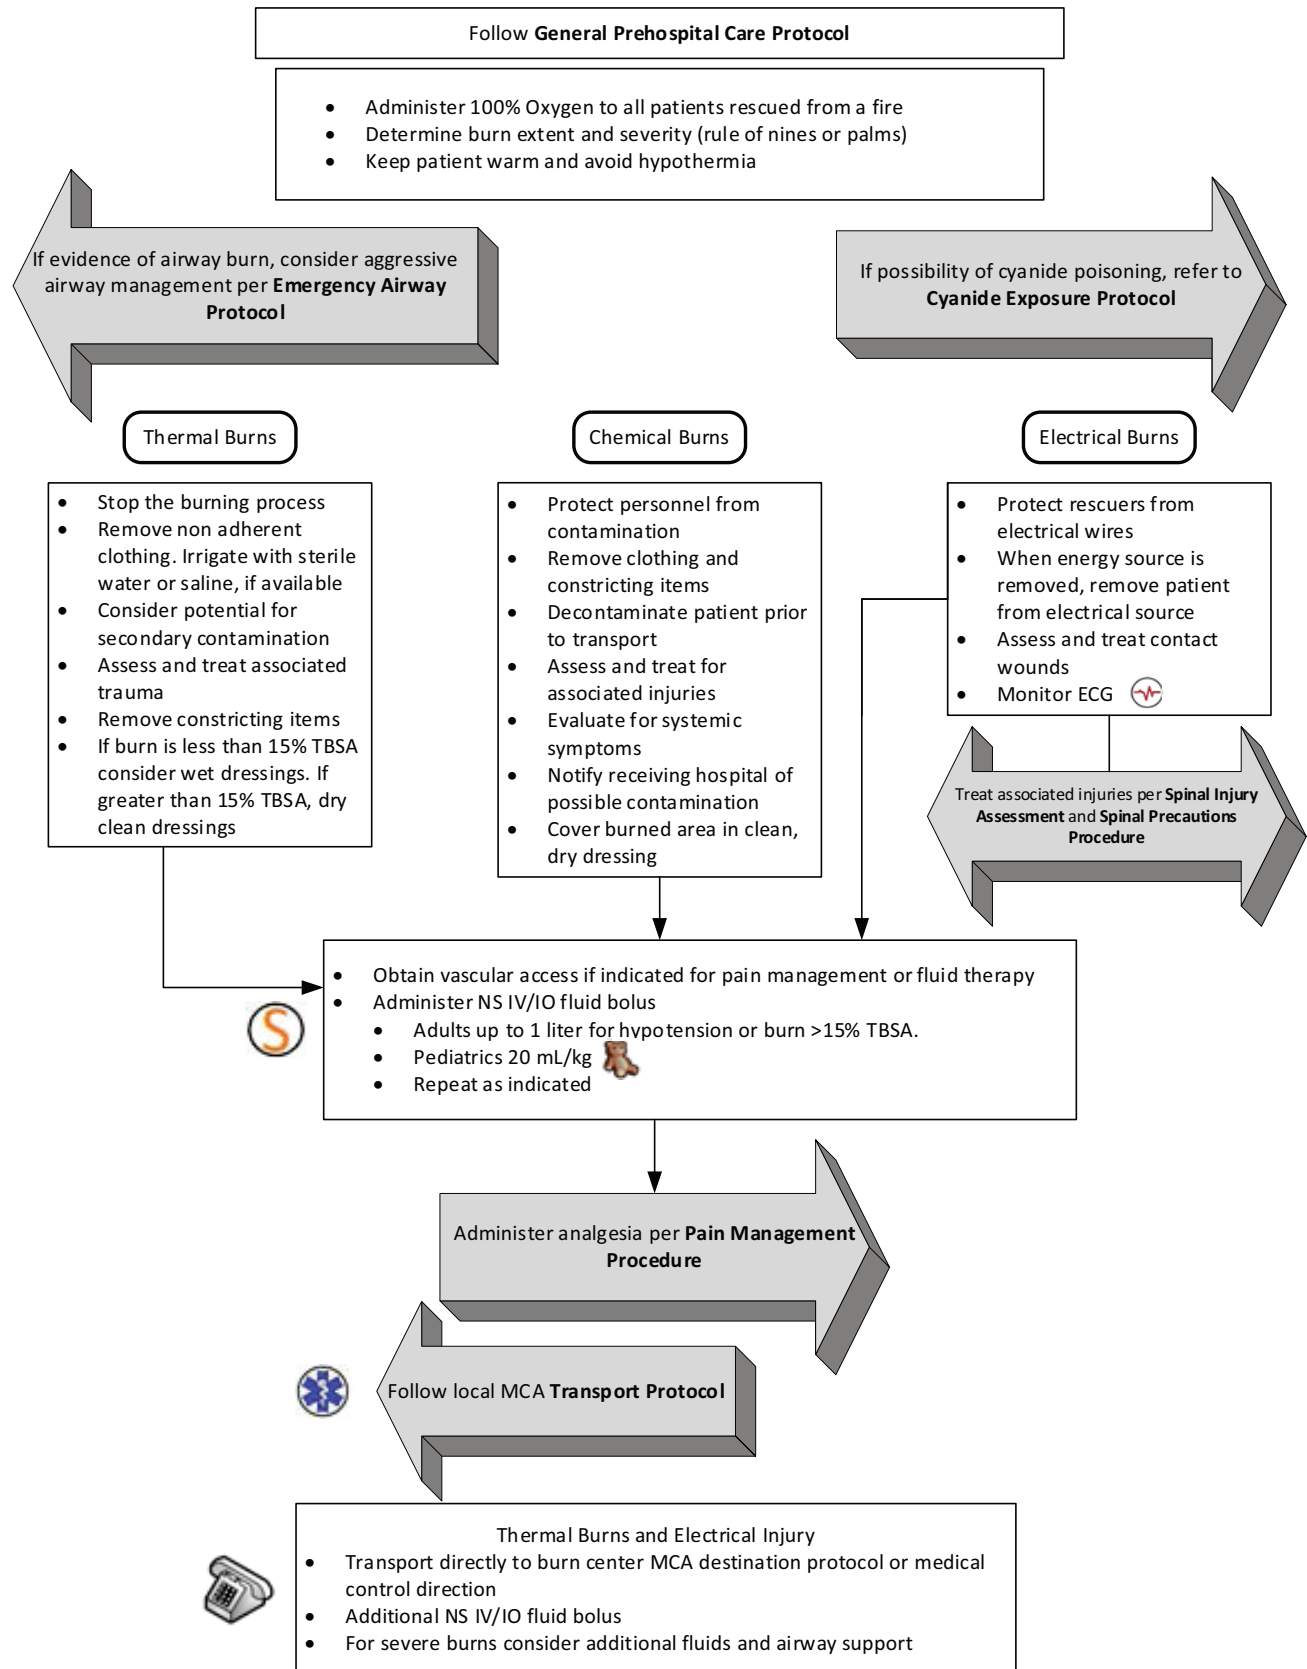 Follow General Prehospital Care Protocol
• Administer 100% Oxygen to all patients rescued from a fire
• Determine burn extent and severity (rule of nines or palms)
• Keep patient warm and avoid hypothermia
If evidence of airway burn, consider aggressive
airway management per Emergency Airway
Protocol
If possibility of cyanide poisoning, refer to
Cyanide Exposure Protocol
Thermal Burns
• Stop the burning process
• Remove non adherent
clothing. Irrigate with sterile
water or saline, if available
• Consider potential for
secondary contamination
• Assess and treat associated
trauma
• Remove constricting items
• If burn is less than 15% TBSA
consider wet dressings. If
greater than 15% TBSA, dry
clean dressings
Chemical Burns
• Protect personnel from
contamination
• Remove clothing and
constricting items
• Decontaminate patient prior
to transport
• Assess and treat for
associated injuries
• Evaluate for systemic
symptoms
• Notify receiving hospital of
possible contamination
• Cover burned area in clean,
dry dressing
Electrical Burns
• Protect rescuers from
electrical wires
• When energy source is
removed, remove patient
from electrical source
• Assess and treat contact
wounds
• Monitor ECG
Treat associated injuries per Spinal Injury
Assessment and Spinal Precautions
Procedure
S
• Obtain vascular access if indicated for pain management or fluid therapy
• Administer NS IV/IO fluid bolus
• Adults up to 1 liter for hypotension or burn >15% TBSA.
• Pediatrics 20 mL/kg
• Repeat as indicated
Administer analgesia per Pain Management
Procedure
Follow local MCA Transport Protocol
Thermal Burns and Electrical Injury
• Transport directly to burn center MCA destination protocol or medical
control direction
• Additional NS IV/IO fluid bolus
• For severe burns consider additional fluids and airway support